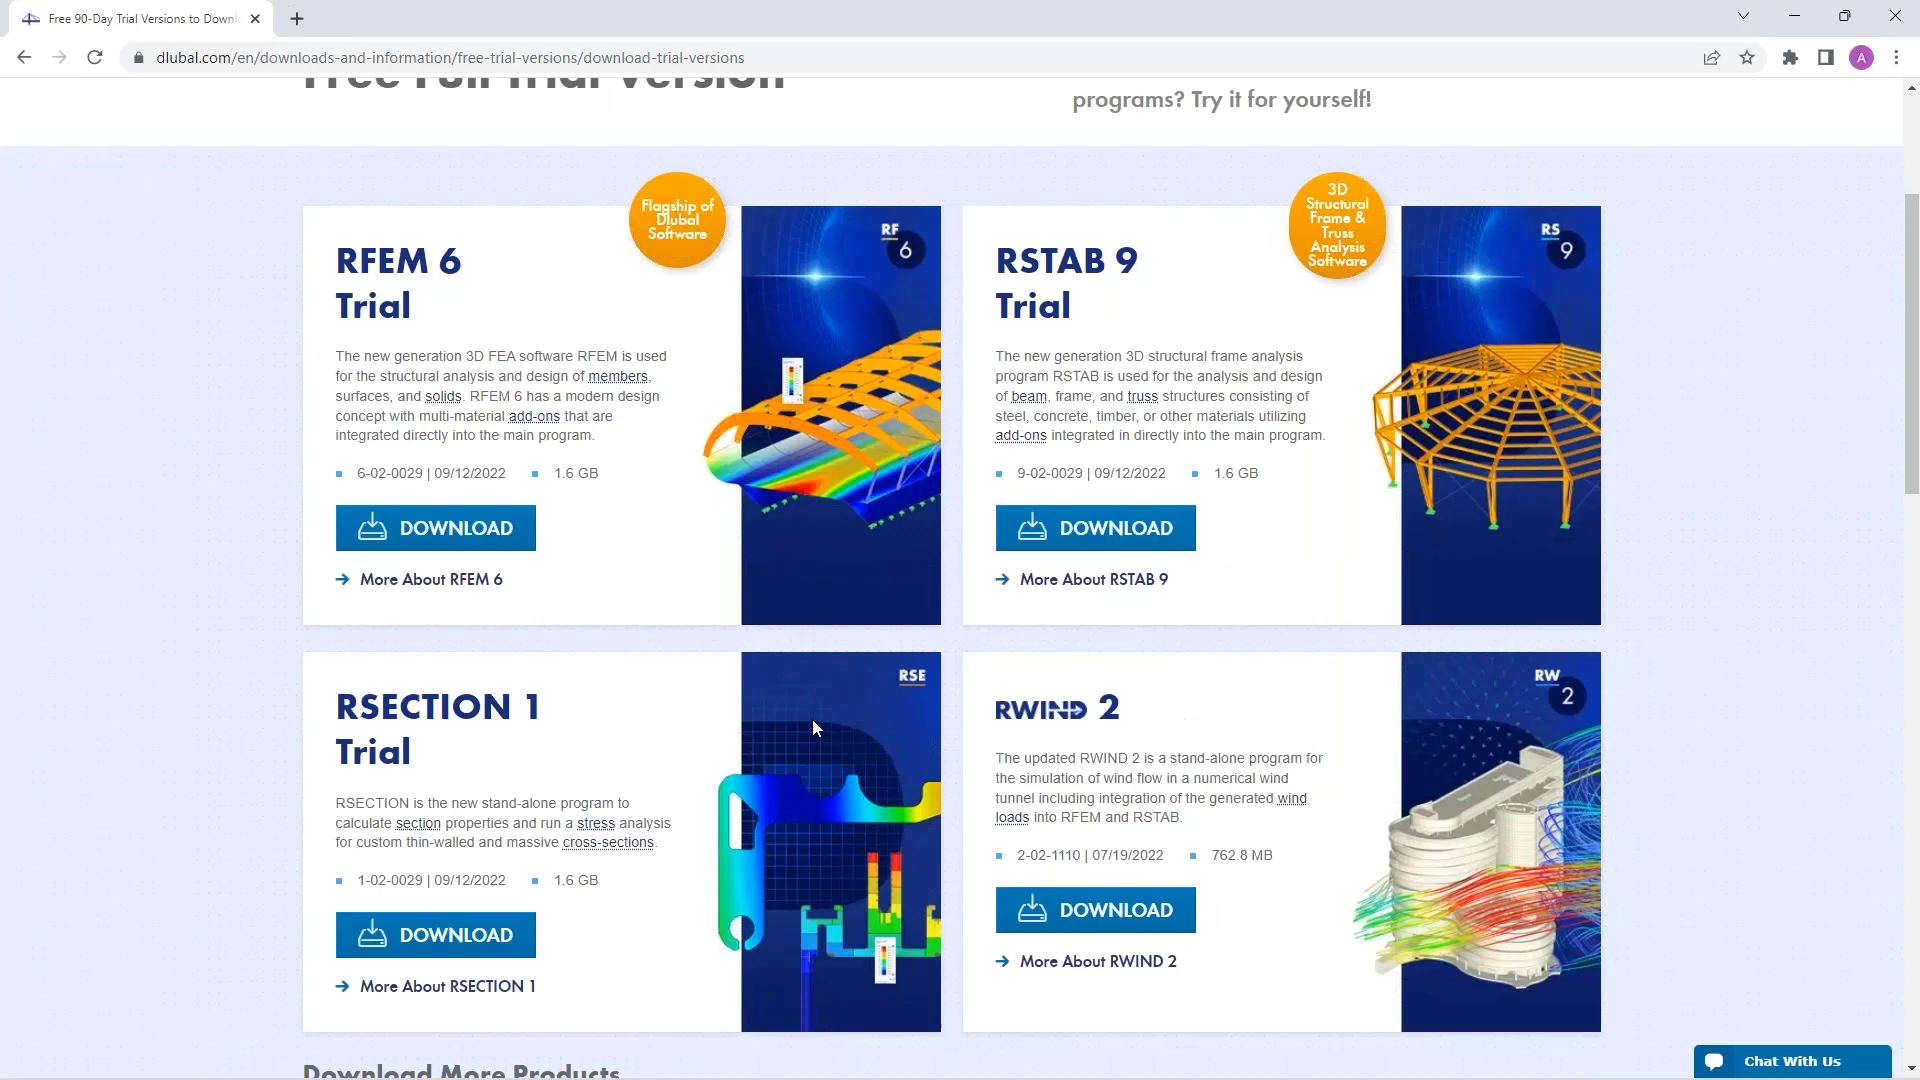 Free 90-Day Trial Versions to Downl
dlubal.com/en/downloads-and-information/free-trial-versions/download-trial-versions
A
Free Full Trial Version
programs? Try it for yourself!
Flagship of
Dlubal
Software
RFEM 6
Trial
The new generation 3D FEA software RFEM is used
for the structural analysis and design of members,
surfaces, and solids. RFEM 6 has a modern design
concept with multi-material add-ons that are
integrated directly into the main program.
6-02-0029 | 09/12/2022
1.6 GB
DOWNLOAD
More About RFEM 6
RF
6
3D
Structural
Frame &
Truss
Analysis
Software
RSTAB 9
Trial
The new generation 3D structural frame analysis
program RSTAB is used for the analysis and design
of beam, frame, and truss structures consisting of
steel, concrete, timber, or other materials utilizing
add-ons integrated in directly into the main program.
9-02-0029 | 09/12/2022
1.6 GB
DOWNLOAD
More About RSTAB 9
RS
9
RSECTION 1
Trial
RSECTION is the new stand-alone program to
calculate section properties and run a stress analysis
for custom thin-walled and massive cross-sections.
1-02-0029 | 09/12/2022
1.6 GB
DOWNLOAD
More About RSECTION 1
RSE
RWIND 2
The updated RWIND 2 is a stand-alone program for
the simulation of wind flow in a numerical wind
tunnel including integration of the generated wind
loads into RFEM and RSTAB.
2-02-1110 | 07/19/2022
762.8 MB
DOWNLOAD
More About RWIND 2
RW
2
Download More Products
Chat With Us